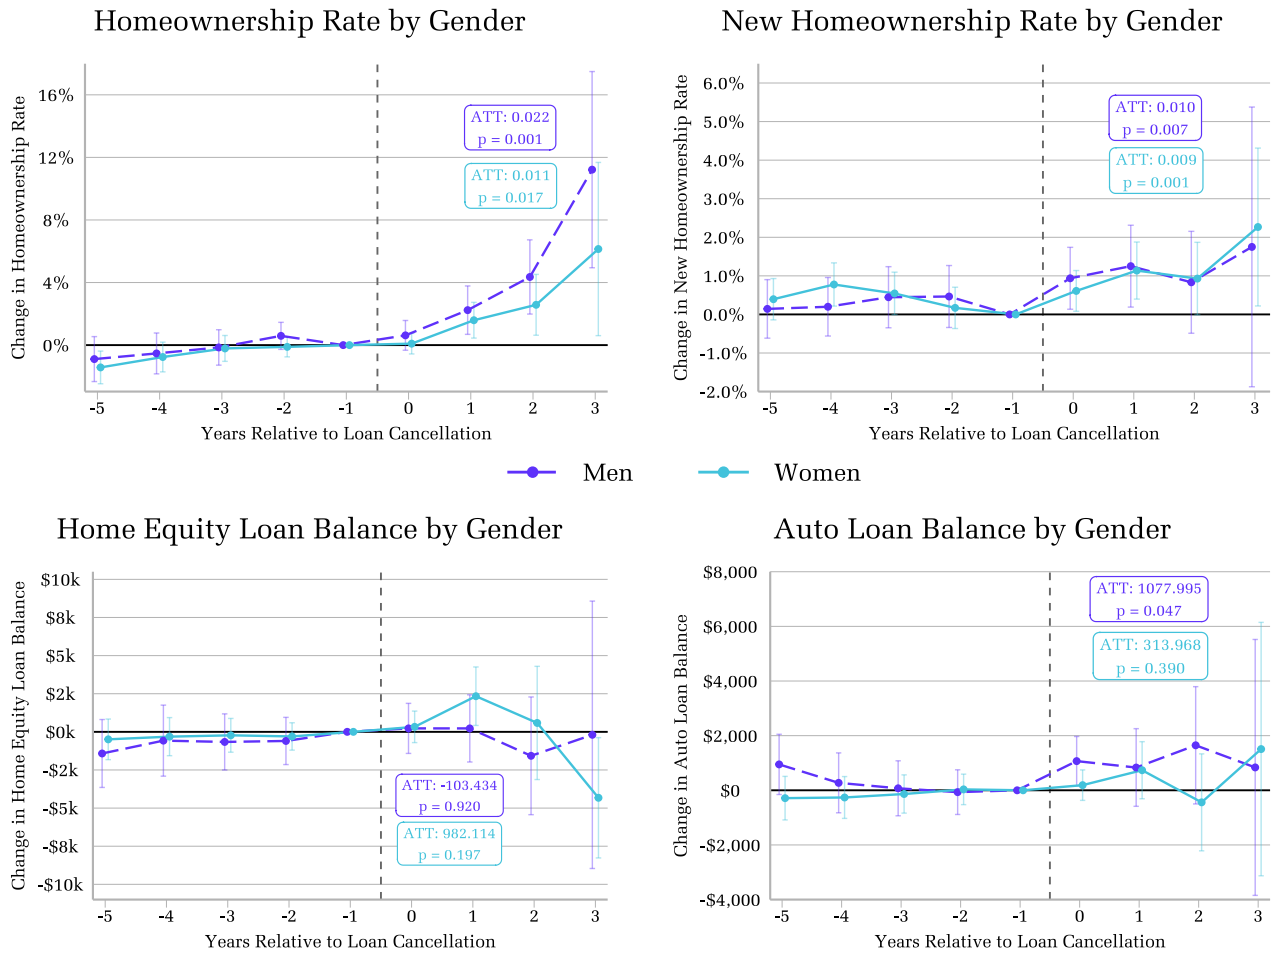 Homeownership Rate by Gender
Change in Homeownership Rate
16%
12%
8%
4%
0%
ATT: 0.022
p = 0.001
ATT: 0.011
p = 0.017
-5 -4 -3 -2 -1 0 1 2 3
Years Relative to Loan Cancellation
New Homeownership Rate by Gender
Change in New Homeownership Rate
6.0%
5.0%
4.0%
3.0%
2.0%
1.0%
0.0%
-1.0%
-2.0%
ATT: 0.010
p = 0.007
ATT: 0.009
p = 0.001
-5 -4 -3 -2 -1 0 1 2 3
Years Relative to Loan Cancellation
Men Women
Home Equity Loan Balance by Gender
Change in Home Equity Loan Balance
$10k
$8k
$5k
$2k
$0k
-$2k
-$5k
-$8k
-$10k
ATT: -103.434
p = 0.920
ATT: 982.114
p = 0.197
-5 -4 -3 -2 -1 0 1 2 3
Years Relative to Loan Cancellation
Auto Loan Balance by Gender
Change in Auto Loan Balance
$8,000
$6,000
$4,000
$2,000
$0
-$2,000
-$4,000
ATT: 1077.995
p = 0.047
ATT: 313.968
p = 0.390
-5 -4 -3 -2 -1 0 1 2 3
Years Relative to Loan Cancellation